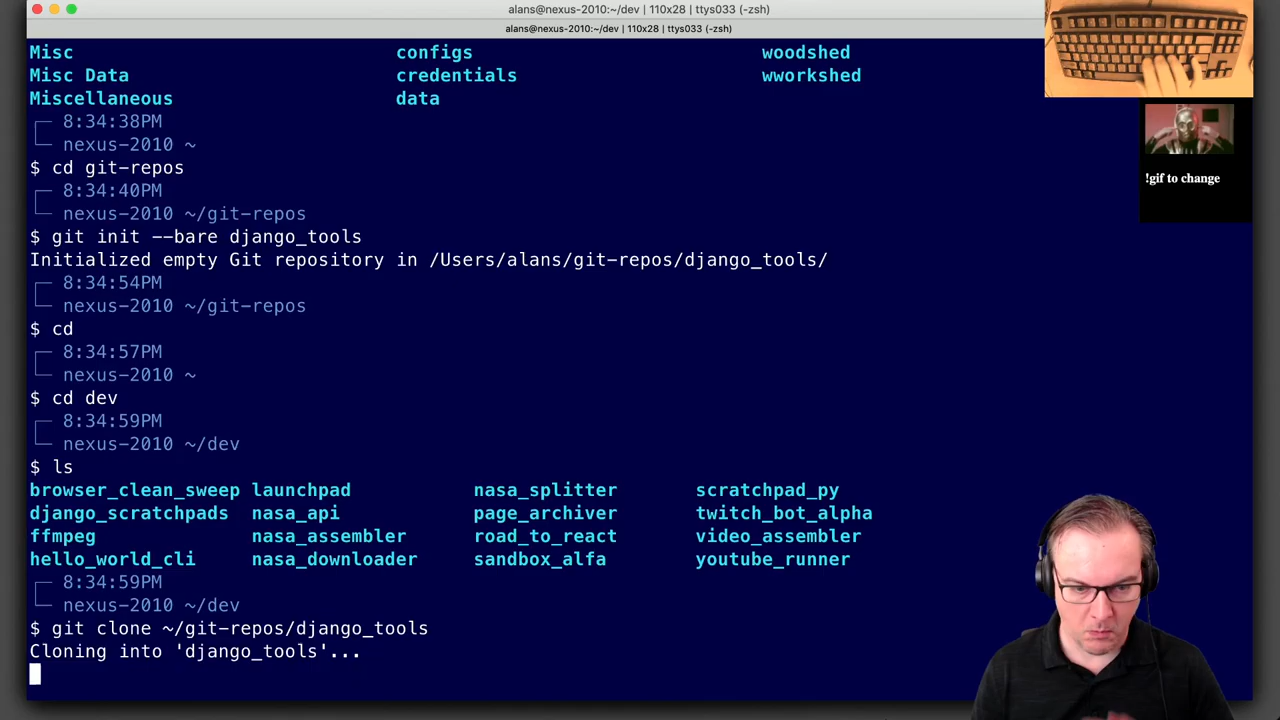 alans@nexus-2010:~/dev | 110x28 | ttys033 (-zsh)
alans@nexus-2010:~/dev | 110x28 | ttys033 (-zsh)
Misc configs viewed woodshed
Misc Data credentials wworkshed
Miscellaneous data
8:34:38PM
nexus-2010 ~
$ cd git-repos
8:34:40PM
nexus-2010 ~/git-repos
$ git init --bare django_tools
Initialized empty Git repository in /Users/alans/git-repos/django_tools/
8:34:54PM
nexus-2010 ~/git-repos
$ cd
8:34:57PM
nexus-2010 ~
$ cd dev
8:34:59PM
nexus-2010 ~/dev
$ ls
browser_clean_sweep launchpad nasa_splitter scratchpad_py
django_scratchpads nasa_api page_archiver twitch_bot_alpha
ffmpeg nasa_assembler road_to_react video_assembler
hello_world_cli nasa_downloader sandbox_alfa youtube_runner
8:34:59PM
nexus-2010 ~/dev
$ git clone ~/git-repos/django_tools
Cloning into 'django_tools'...
!gif to change